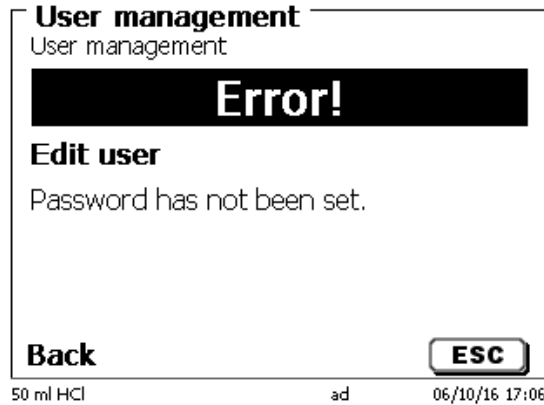 User management
User management
Error!
Edit user
Password has not been set.
Back ESC
50 ml HCl ad 06/10/16 17:06